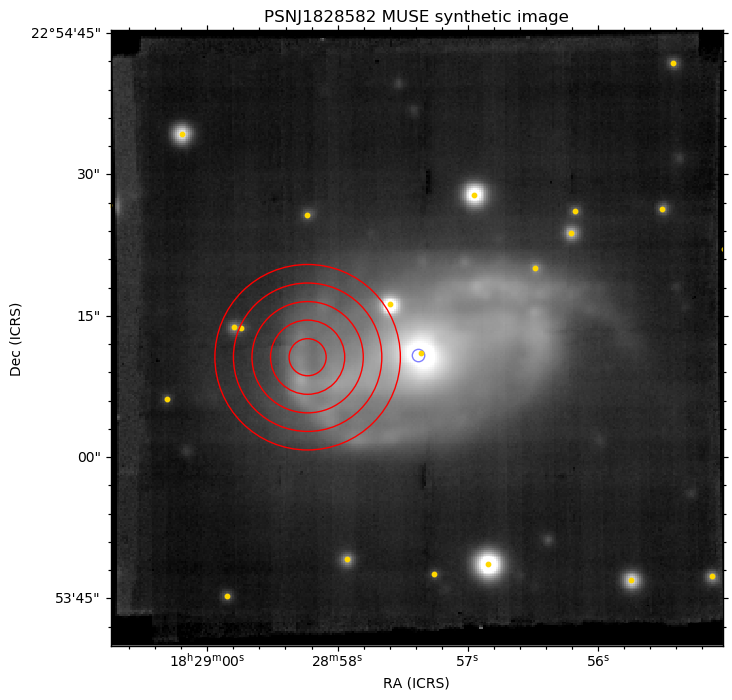 PSNJ1828582 MUSE synthetic image
22°54'45"
30"
15"
00"
53'45"
Dec (ICRS)
18ʰ29ᵐ00ˢ
28ᵐ58ˢ
57ˢ
56ˢ
RA (ICRS)